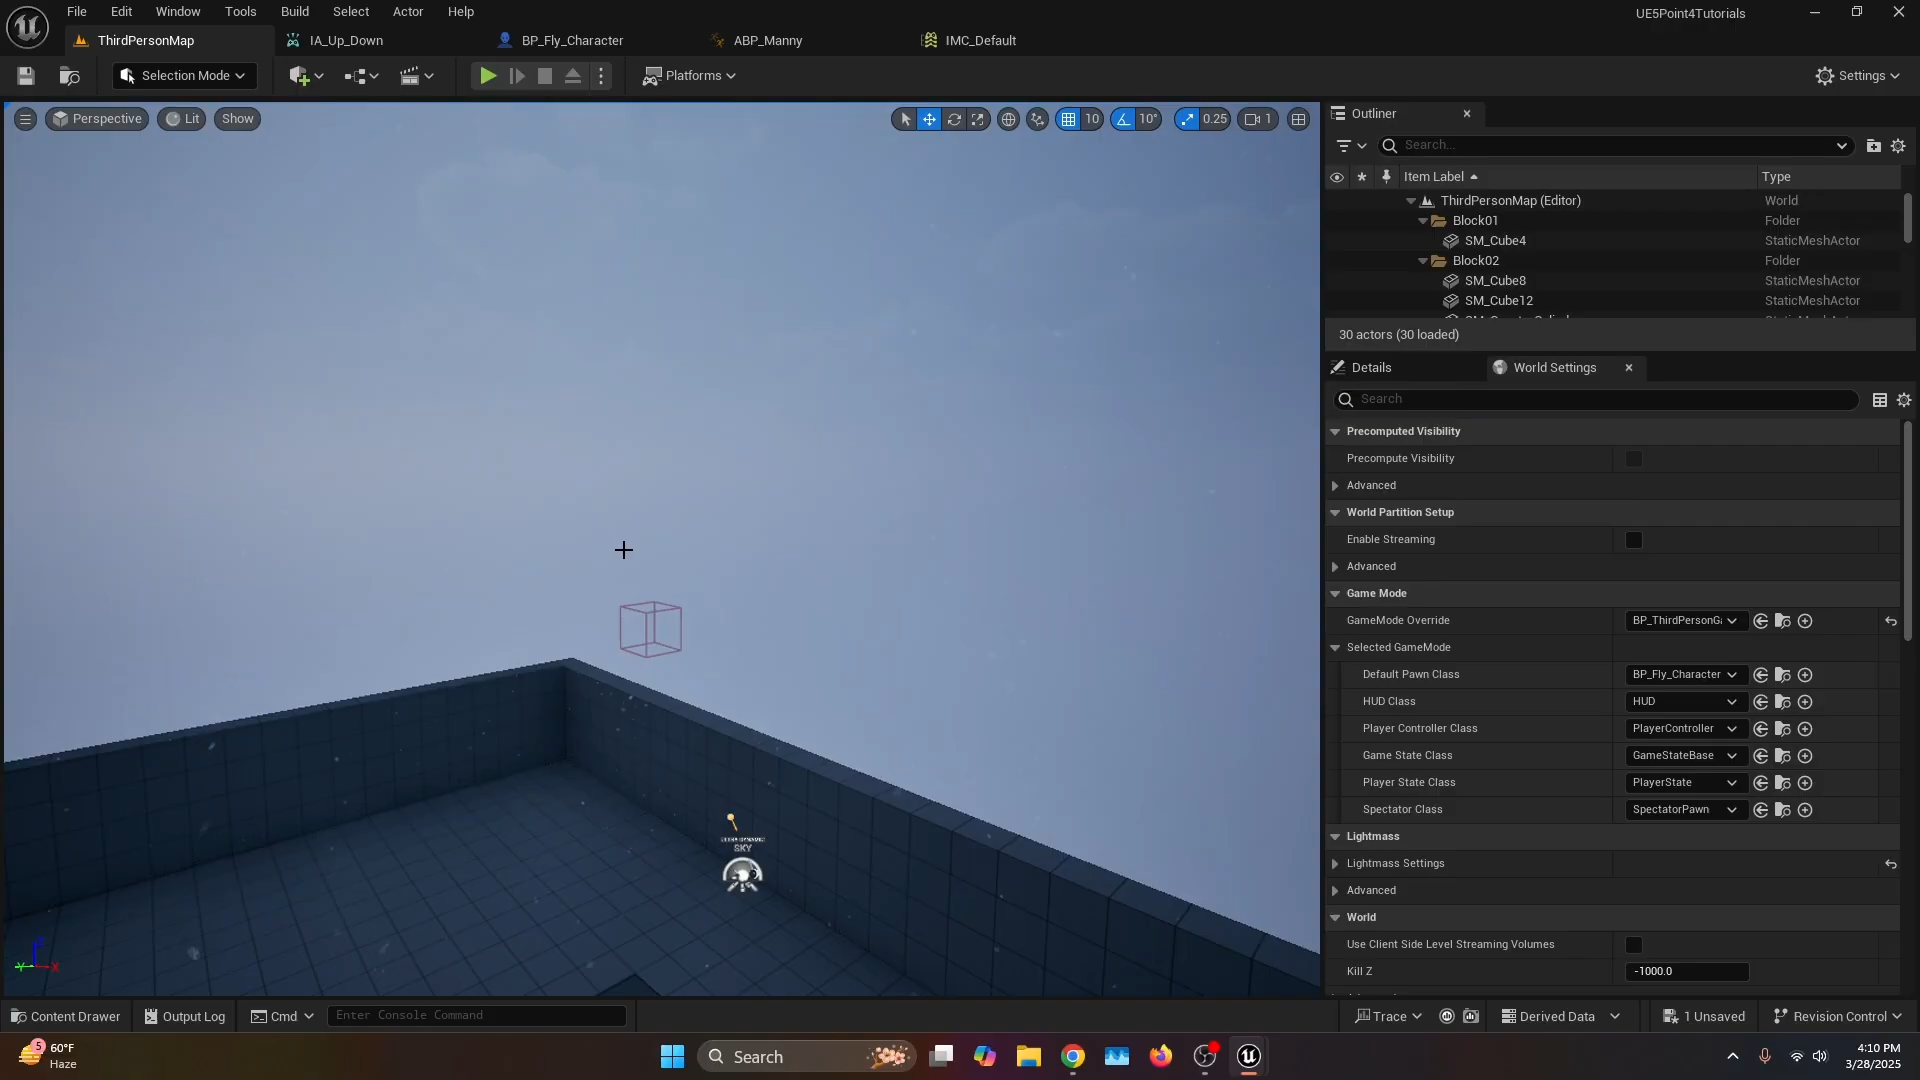 File Edit Window Tools Build Select Actor Help
UE5Point4Tutorials
ThirdPersonMap
IA_Up_Down
BP_Fly_Character
ABP_Manny
IMC_Default
Selection Mode
Platforms
Settings
Perspective
Lit
Show
10
10°
0.25
1
Outliner
Search...
Item Label
Type
ThirdPersonMap (Editor)
World
Block01
Folder
SM_Cube4
StaticMeshActor
Block02
Folder
SM_Cube8
StaticMeshActor
SM_Cube12
StaticMeshActor
30 actors (30 loaded)
Details
World Settings
Search
Precomputed Visibility
Precompute Visibility
Advanced
World Partition Setup
Enable Streaming
Advanced
Game Mode
GameMode Override
BP_ThirdPersonGa
Selected GameMode
Default Pawn Class
BP_Fly_Character
HUD Class
HUD
Player Controller Class
PlayerController
Game State Class
GameStateBase
Player State Class
PlayerState
Spectator Class
SpectatorPawn
Lightmass
Lightmass Settings
Advanced
World
Use Client Side Level Streaming Volumes
Kill Z
-1000.0
SKY
Z
Y
X
Content Drawer
Output Log
Cmd
Enter Console Command
Trace
Derived Data
1 Unsaved
Revision Control
5
60°F
Haze
Search
4:10 PM
3/28/2025